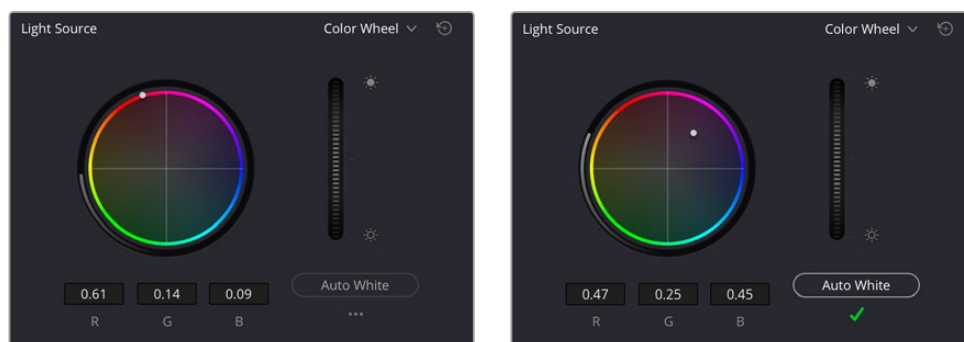 Light Source
Color Wheel
0.61
0.14
0.09
R
G
B
Auto White
Light Source
Color Wheel
0.47
0.25
0.45
R
G
B
Auto White